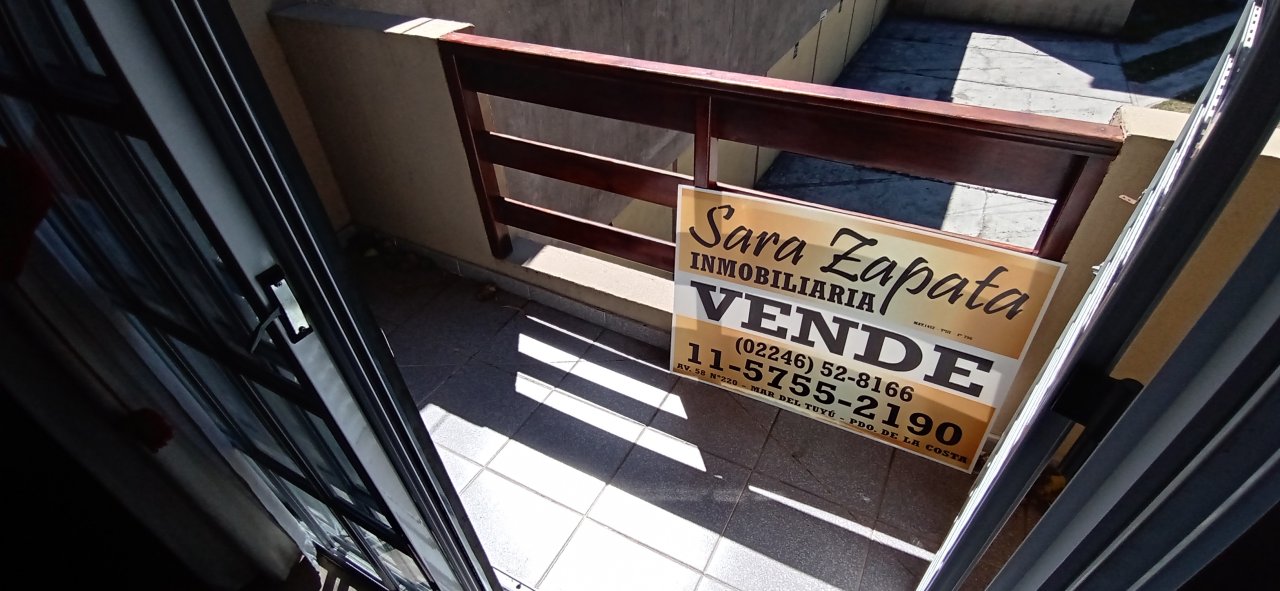 Sara Zapata
INMOBILIARIA
VENDE
(02246) 52-8166
11-5755-2190
AV. 58 N°220 - MAR DEL TUYÚ - PDO. DE LA COSTA